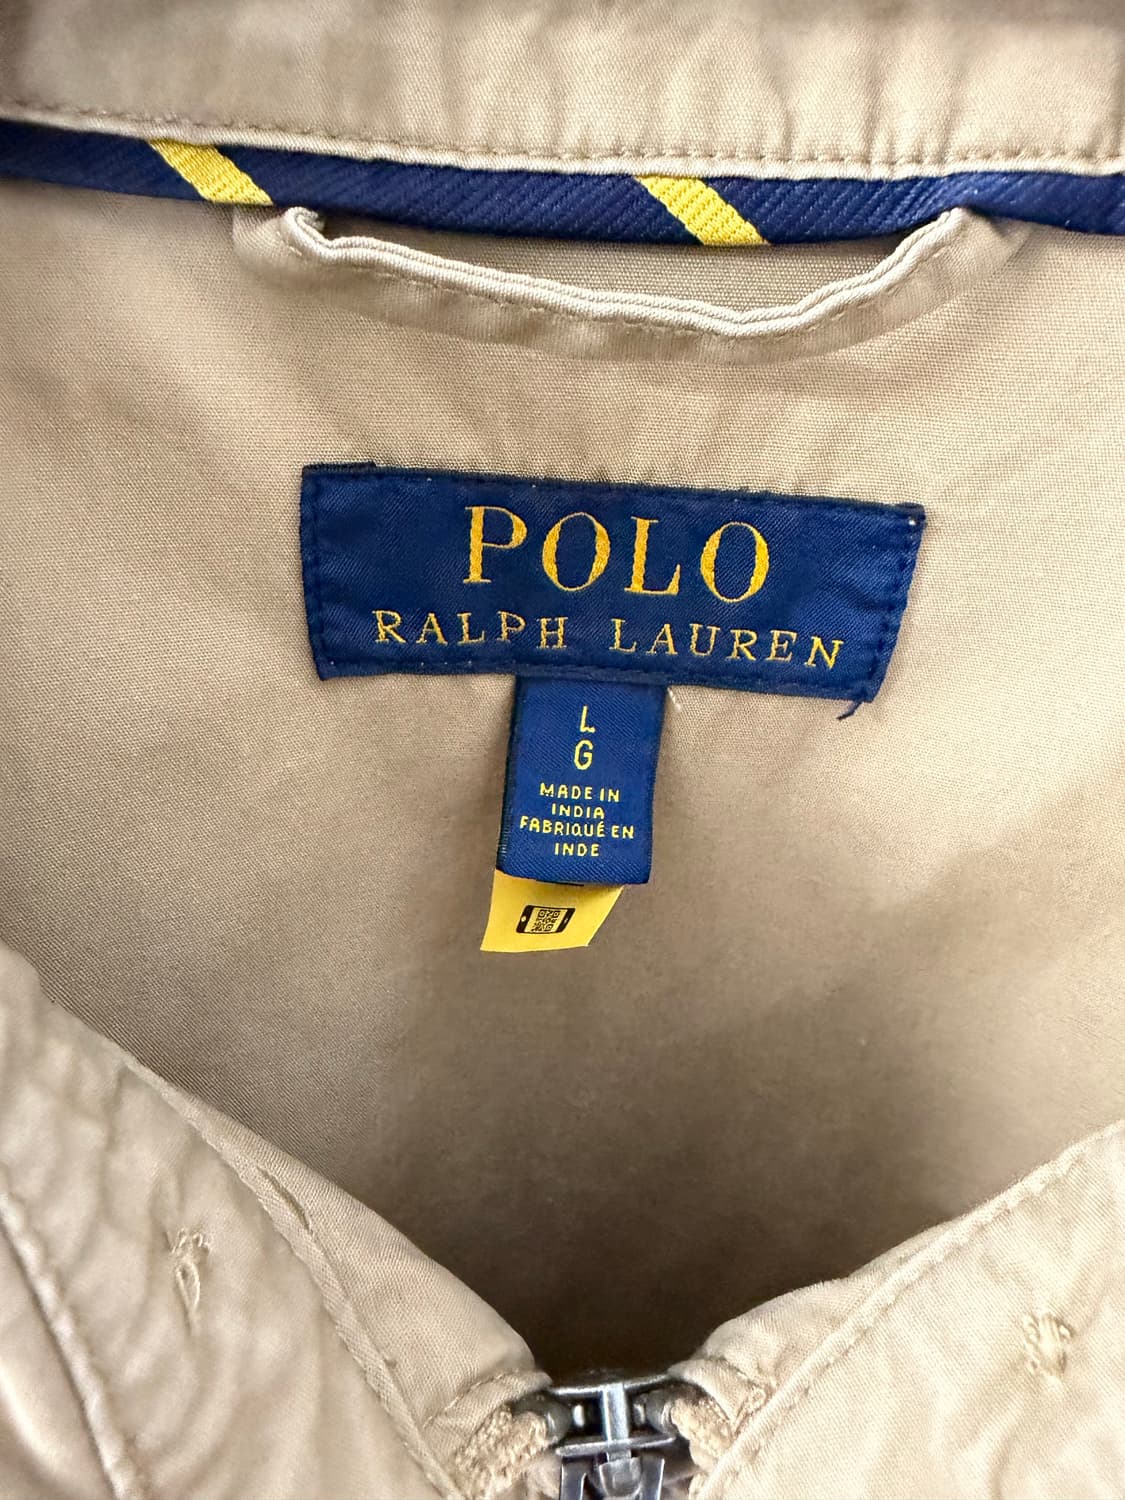 POLO
RALPH LAUREN
L
G
MADE IN
INDIA
FABRIQUÉ EN
INDE